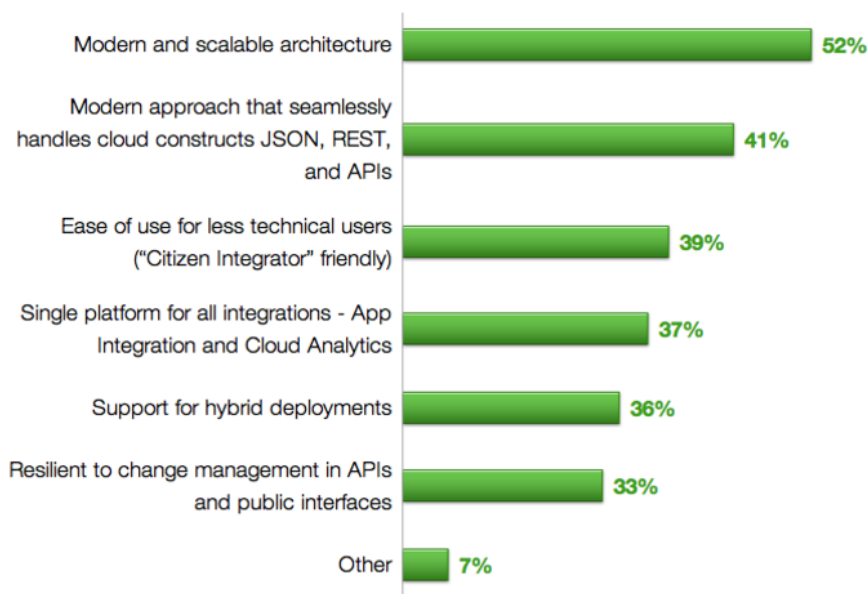 Modern and scalable architecture
52%
Modern approach that seamlessly
handles cloud constructs JSON, REST,
and APIs
41%
Ease of use for less technical users
(“Citizen Integrator” friendly)
39%
Single platform for all integrations - App
Integration and Cloud Analytics
37%
Support for hybrid deployments
36%
Resilient to change management in APIs
and public interfaces
33%
Other
7%